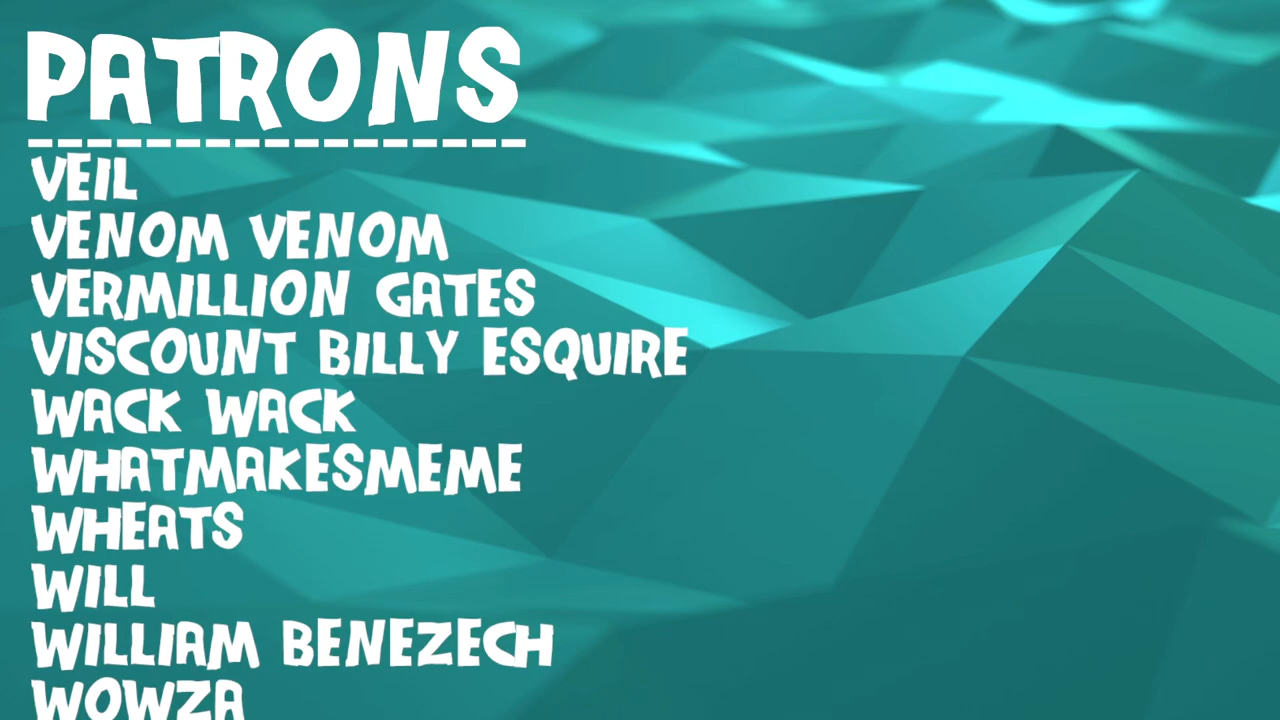 PATRONS
VEIL
VENOM VENOM
VERMILLION GATES
VISCOUNT BILLY ESQUIRE
WACK WACK
WHATMAKESMEME
WHEATS
WILL
WILLIAM BENEZECH
WOWZA